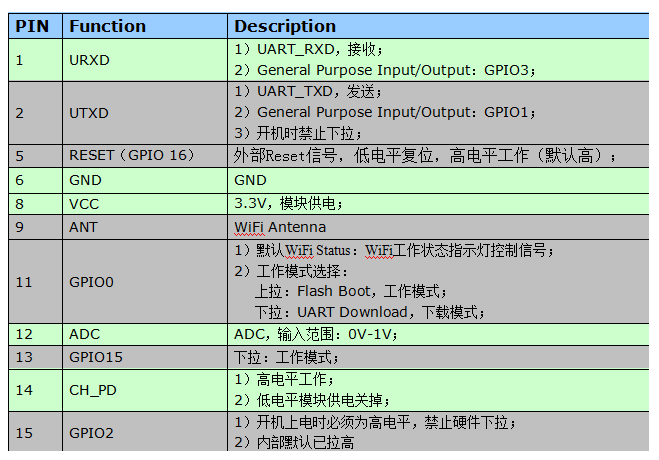 PIN Function Description
1 URXD 1）UART_RXD，接收；
2）General Purpose Input/Output：GPIO3；
2 UTXD 1）UART_TXD，发送；
2）General Purpose Input/Output：GPIO1；
3）开机时禁止下拉；
5 RESET（GPIO 16） 外部Reset信号，低电平复位，高电平工作（默认高）；
6 GND GND
8 VCC 3.3V，模块供电；
9 ANT WiFi Antenna
11 GPIO0 1）默认WiFi Status：WiFi工作状态指示灯控制信号；
2）工作模式选择：
上拉：Flash Boot，工作模式；
下拉：UART Download，下载模式；
12 ADC ADC，输入范围：0V-1V；
13 GPIO15 下拉：工作模式；
14 CH_PD 1）高电平工作；
2）低电平模块供电关掉；
15 GPIO2 1）开机上电时必须为高电平，禁止硬件下拉；
2）内部默认已拉高